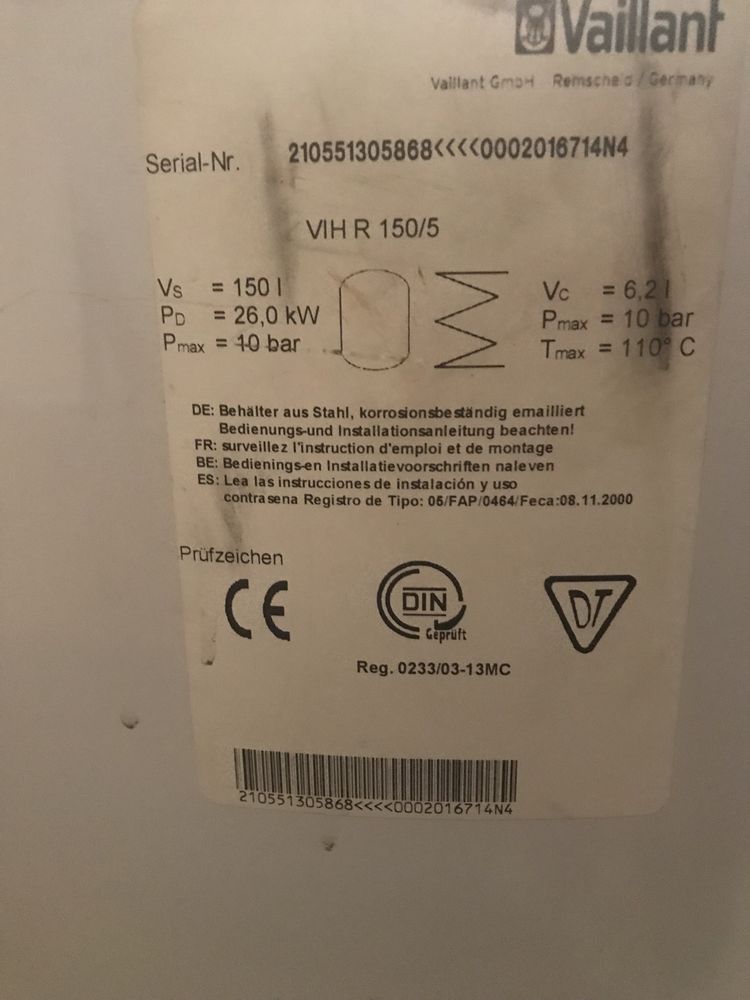 Vaillant
Vaillant GmbH Remscheid / Germany
Serial-Nr. 210551305868<<<<0002016714N4
VIH R 150/5
Vs = 150 l Vc = 6,2 l
PD = 26,0 kW Pmax = 10 bar
Pmax = 10 bar Tmax = 110° C
DE: Behälter aus Stahl, korrosionsbeständig emailliert
Bedienungs-und Installationsanleitung beachten!
FR: surveillez l'instruction d'emploi et de montage
BE: Bedienings-en Installatievoorschriften naleven
ES: Lea las instrucciones de instalación y uso
contrasena Registro de Tipo: 05/FAP/0464/Feca:08.11.2000
Prüfzeichen
CE DIN DT
Geprüft
Reg. 0233/03-13MC
210551305868<<<<0002016714N4